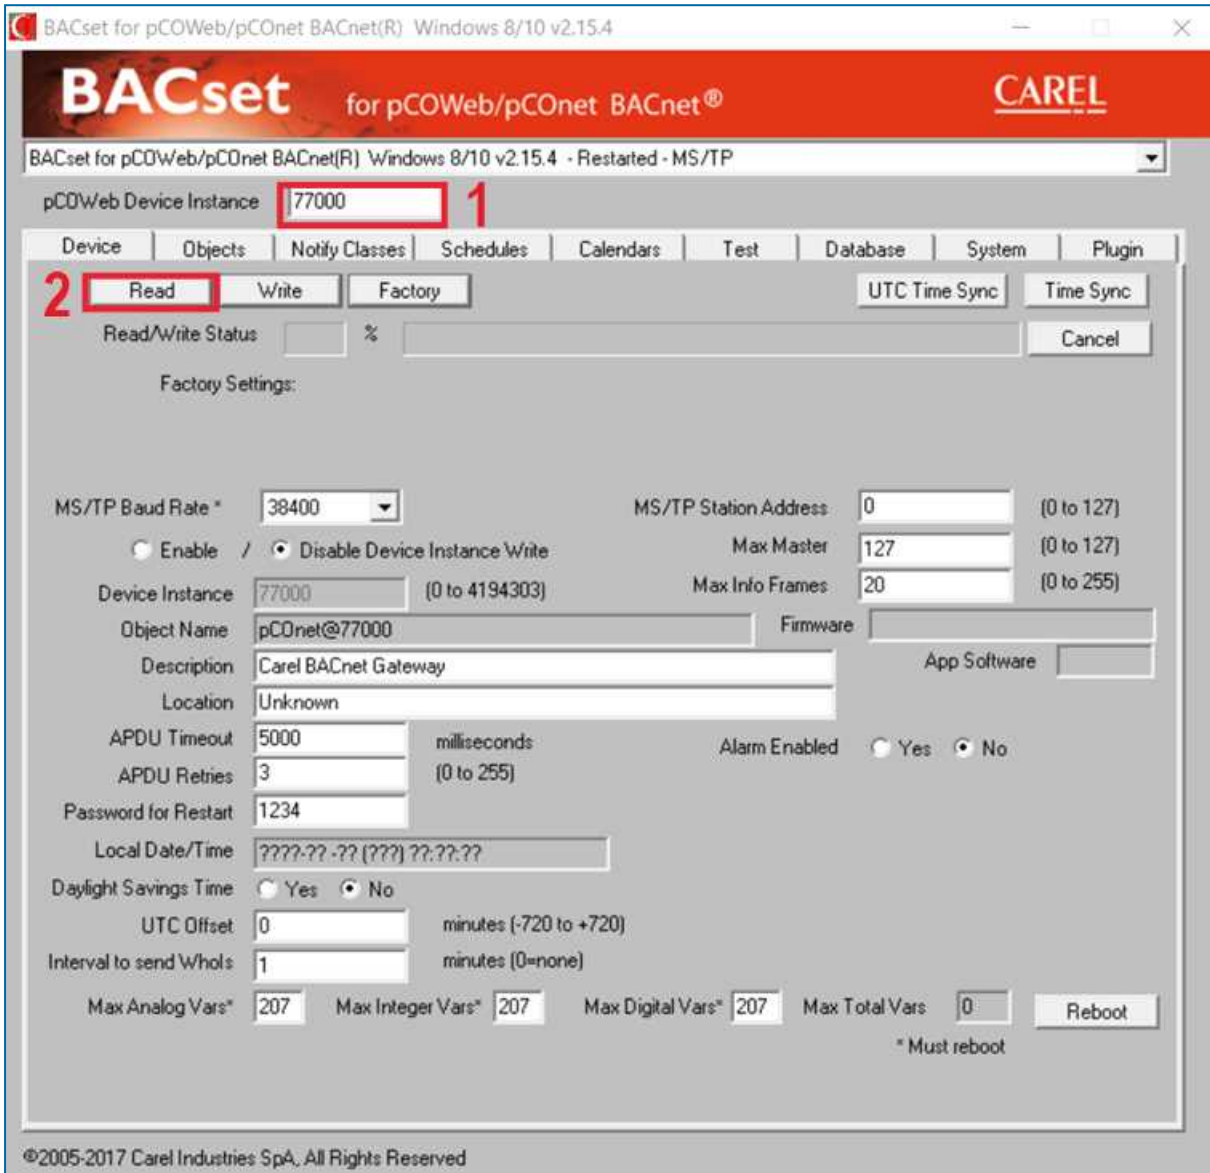 BACset for pCOWeb/pCOnet BACnet(R) Windows 8/10 v2.15.4
BACset for pCOWeb/pCOnet BACnet® CAREL
BACset for pCOWeb/pCOnet BACnet(R) Windows 8/10 v2.15.4 - Restarted - MS/TP
pCOWeb Device Instance 77000 1
Device Objects Notify Classes Schedules Calendars Test Database System Plugin
2 Read Write Factory UTC Time Sync Time Sync
Read/Write Status % Cancel
Factory Settings:
MS/TP Baud Rate * 38400 MS/TP Station Address 0 (0 to 127)
Enable / Disable Device Instance Write Max Master 127 (0 to 127)
Device Instance 77000 (0 to 4194303) Max Info Frames 20 (0 to 255)
Object Name pCOnet@77000 Firmware
Description Carel BACnet Gateway App Software
Location Unknown
APDU Timeout 5000 milliseconds Alarm Enabled Yes No
APDU Retries 3 (0 to 255)
Password for Restart 1234
Local Date/Time ????-?? -?? (???) ??:??:??
Daylight Savings Time Yes No
UTC Offset 0 minutes (-720 to +720)
Interval to send WhoIs 1 minutes (0=none)
Max Analog Vars* 207 Max Integer Vars* 207 Max Digital Vars* 207 Max Total Vars 0 Reboot
* Must reboot
©2005-2017 Carel Industries SpA, All Rights Reserved